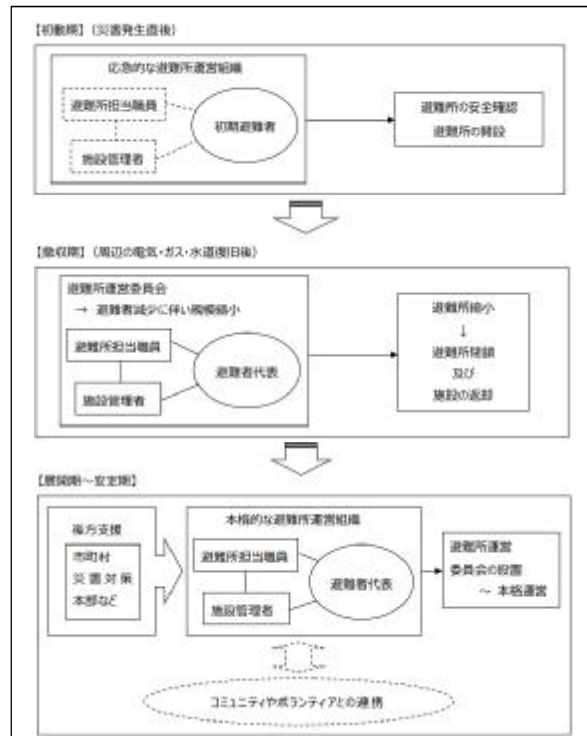 【初動期】（災害発生直後）
応急的な避難所運営組織
避難所担当職員
施設管理者
初期避難者
避難所の安全確認
避難所の開設
【撤収期】（周辺の電気・ガス・水道復旧後）
避難所運営委員会
→ 避難者減少に伴い規模縮小
避難所担当職員
施設管理者
避難者代表
避難所縮小
↓
避難所閉鎖
及び
施設の返却
【展開期～安定期】
後方支援
市町村
災害対策
本部など
本格的な避難所運営組織
避難所担当職員
施設管理者
避難者代表
避難所運営
委員会の設置
～ 本格運営
コミュニティやボランティアとの連携